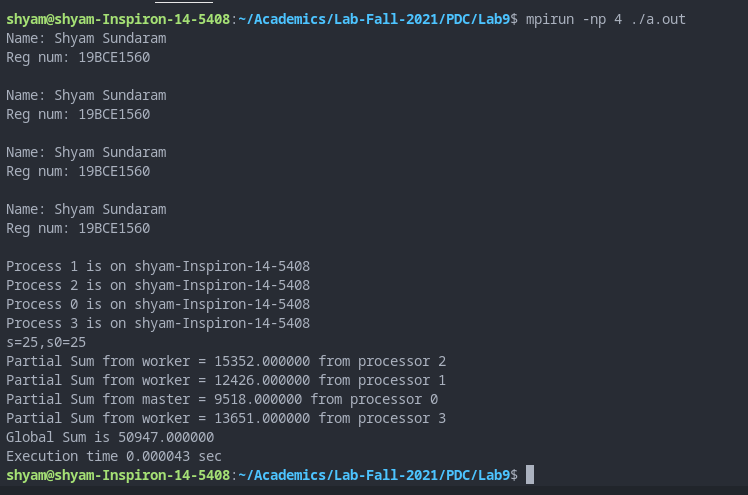 shyam@shyam-Inspiron-14-5408:~/Academics/Lab-Fall-2021/PDC/Lab9$ mpirun -np 4 ./a.out
Name: Shyam Sundaram
Reg num: 19BCE1560
Name: Shyam Sundaram
Reg num: 19BCE1560
Name: Shyam Sundaram
Reg num: 19BCE1560
Name: Shyam Sundaram
Reg num: 19BCE1560
Process 1 is on shyam-Inspiron-14-5408
Process 2 is on shyam-Inspiron-14-5408
Process 0 is on shyam-Inspiron-14-5408
Process 3 is on shyam-Inspiron-14-5408
s=25,s0=25
Partial Sum from worker = 15352.000000 from processor 2
Partial Sum from worker = 12426.000000 from processor 1
Partial Sum from master = 9518.000000 from processor 0
Partial Sum from worker = 13651.000000 from processor 3
Global Sum is 50947.000000
Execution time 0.000043 sec
shyam@shyam-Inspiron-14-5408:~/Academics/Lab-Fall-2021/PDC/Lab9$